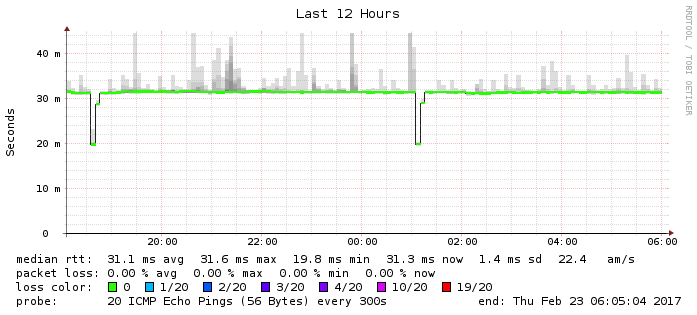 Last 12 Hours
RRDTOOL / TOBI OETIKER
Seconds
40 m
30 m
20 m
10 m
0
20:00 22:00 00:00 02:00 04:00 06:00
median rtt: 31.1 ms avg 31.6 ms max 19.8 ms min 31.3 ms now 1.4 ms sd 22.4 am/s
packet loss: 0.00 % avg 0.00 % max 0.00 % min 0.00 % now
loss color: 0 1/20 2/20 3/20 4/20 10/20 19/20
probe: 20 ICMP Echo Pings (56 Bytes) every 300s end: Thu Feb 23 06:05:04 2017